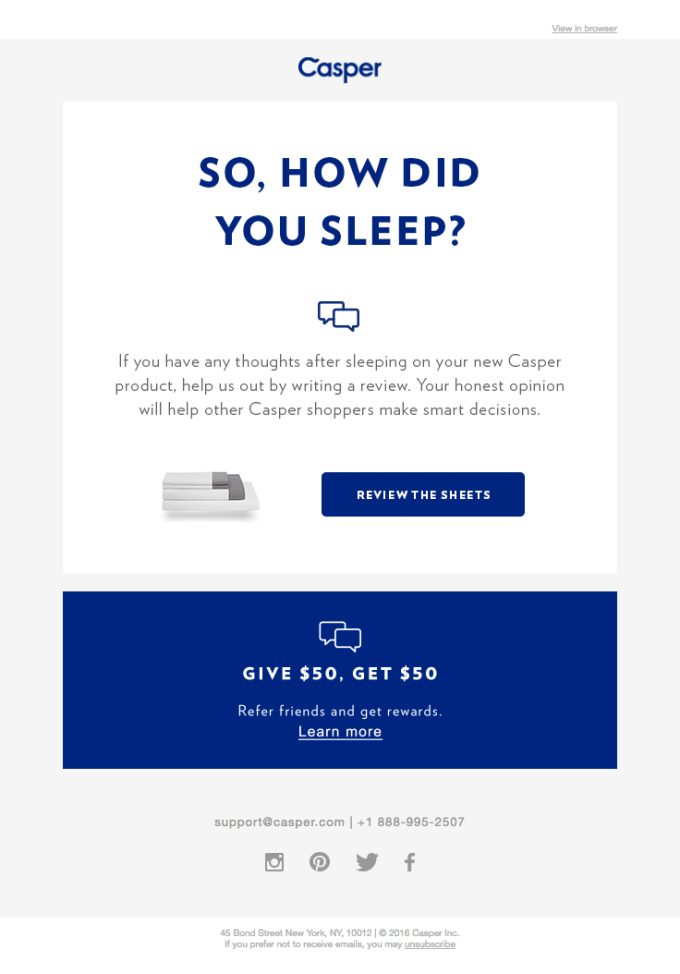 View in browser
Casper
SO, HOW DID
YOU SLEEP?
If you have any thoughts after sleeping on your new Casper
product, help us out by writing a review. Your honest opinion
will help other Casper shoppers make smart decisions.
REVIEW THE SHEETS
GIVE $50, GET $50
Refer friends and get rewards.
Learn more
support@casper.com | +1 888-995-2507
45 Bond Street New York, NY, 10012 | © 2016 Casper Inc.
If you prefer not to receive emails, you may unsubscribe